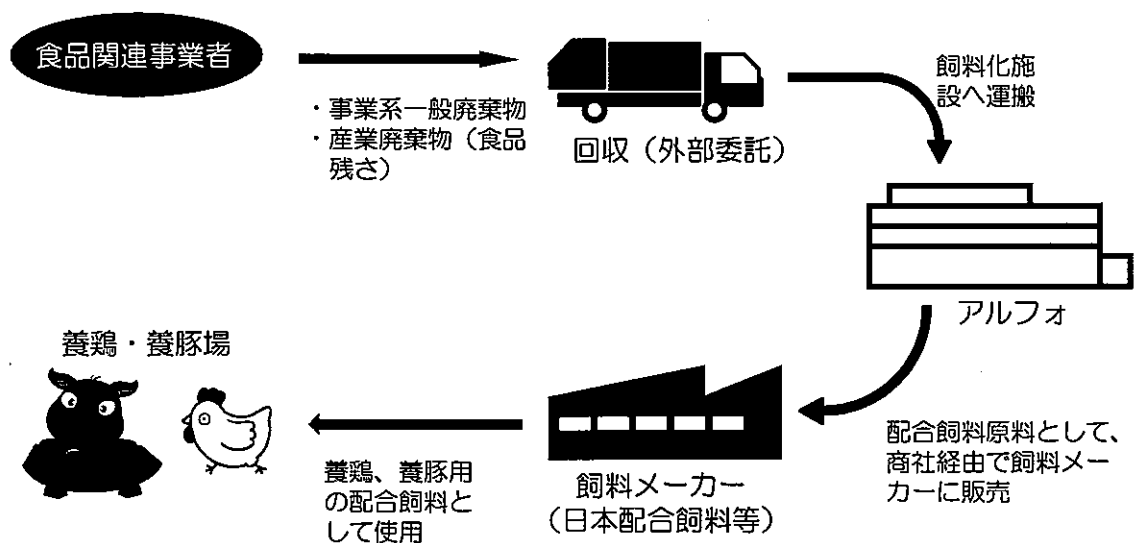 食品関連事業者
・事業系一般廃棄物
・産業廃棄物（食品
残さ）
回収（外部委託）
飼料化施
設へ運搬
アルフォ
配合飼料原料として、
商社経由で飼料メー
カーに販売
飼料メーカー
（日本配合飼料等）
養鶏、養豚用
の配合飼料と
して使用
養鶏・養豚場